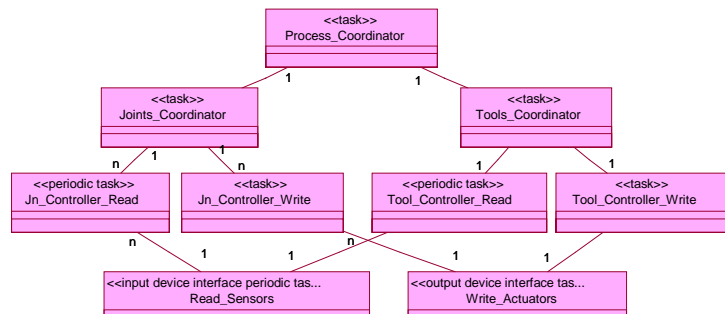 <<task>>
Process_Coordinator
1
1
<<task>>
Joints_Coordinator
<<task>>
Tools_Coordinator
n
1
1
n
1
1
<<periodic task>>
Jn_Controller_Read
<<task>>
Jn_Controller_Write
<<periodic task>>
Tool_Controller_Read
<<task>>
Tool_Controller_Write
n
1
1
n
1
1
<<input device interface periodic tas...
Read_Sensors
<<output device interface tas...
Write_Actuators